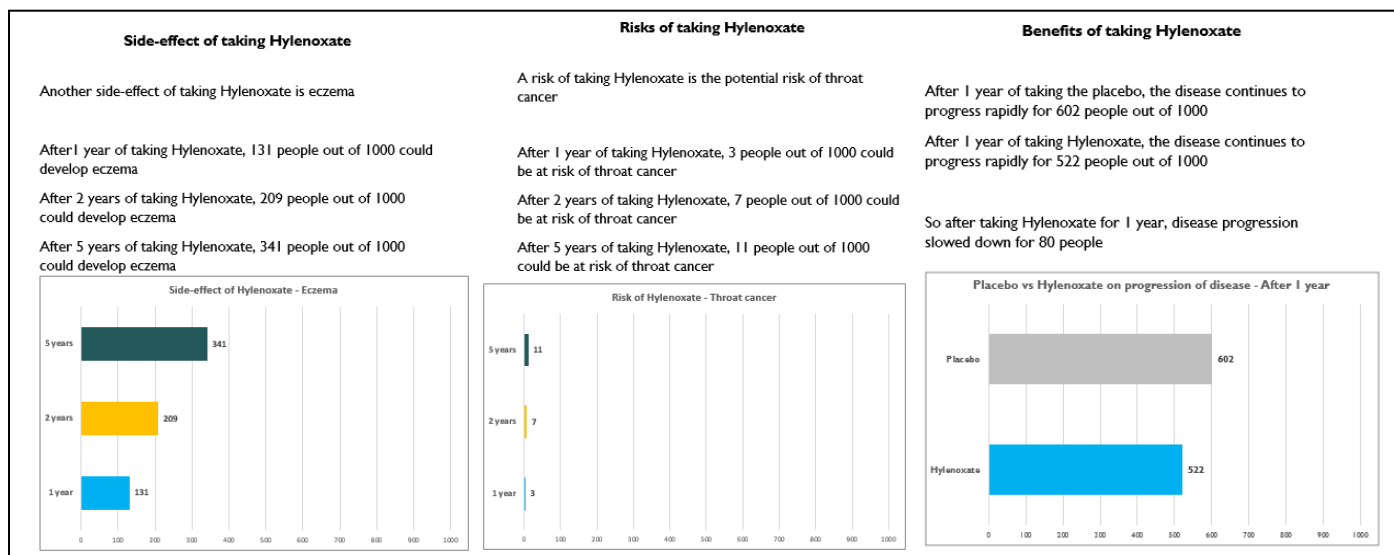 Side-effect of taking Hylenoxate
Another side-effect of taking Hylenoxate is eczema
After1 year of taking Hylenoxate, 131 people out of 1000 could
develop eczema
After 2 years of taking Hylenoxate, 209 people out of 1000
could develop eczema
After 5 years of taking Hylenoxate, 341 people out of 1000
could develop eczema
Side-effect of Hylenoxate - Eczema
5 years
341
2 years
209
1 year
131
0 100 200 300 400 500 600 700 800 900 1000
Risks of taking Hylenoxate
A risk of taking Hylenoxate is the potential risk of throat
cancer
After 1 year of taking Hylenoxate, 3 people out of 1000 could
be at risk of throat cancer
After 2 years of taking Hylenoxate, 7 people out of 1000 could
be at risk of throat cancer
After 5 years of taking Hylenoxate, 11 people out of 1000
could be at risk of throat cancer
Risk of Hylenoxate - Throat cancer
5 years
11
2 years
7
1 year
3
0 100 200 300 400 500 600 700 800 900 1000
Benefits of taking Hylenoxate
After 1 year of taking the placebo, the disease continues to
progress rapidly for 602 people out of 1000
After 1 year of taking Hylenoxate, the disease continues to
progress rapidly for 522 people out of 1000
So after taking Hylenoxate for 1 year, disease progression
slowed down for 80 people
Placebo vs Hylenoxate on progression of disease - After 1 year
Placebo
602
Hylenoxate
522
0 100 200 300 400 500 600 700 800 900 1000